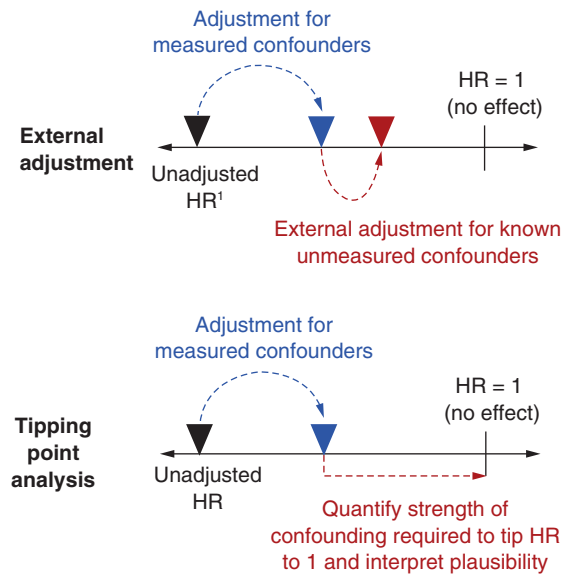 Adjustment for
measured confounders
HR = 1
(no effect)
External
adjustment
Unadjusted
HR¹
External adjustment for known
unmeasured confounders
Adjustment for
measured confounders
HR = 1
(no effect)
Tipping
point
analysis
Unadjusted
HR
Quantify strength of
confounding required to tip HR
to 1 and interpret plausibility